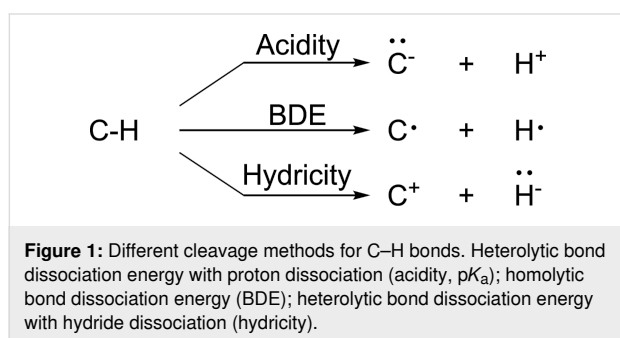 Acidity
C̈⁻ + H⁺
C-H
BDE
C• + H•
Hydricity
C⁺ + Ḧ⁻
Figure 1: Different cleavage methods for C–H bonds. Heterolytic bond
dissociation energy with proton dissociation (acidity, pKₐ); homolytic
bond dissociation energy (BDE); heterolytic bond dissociation energy
with hydride dissociation (hydricity).